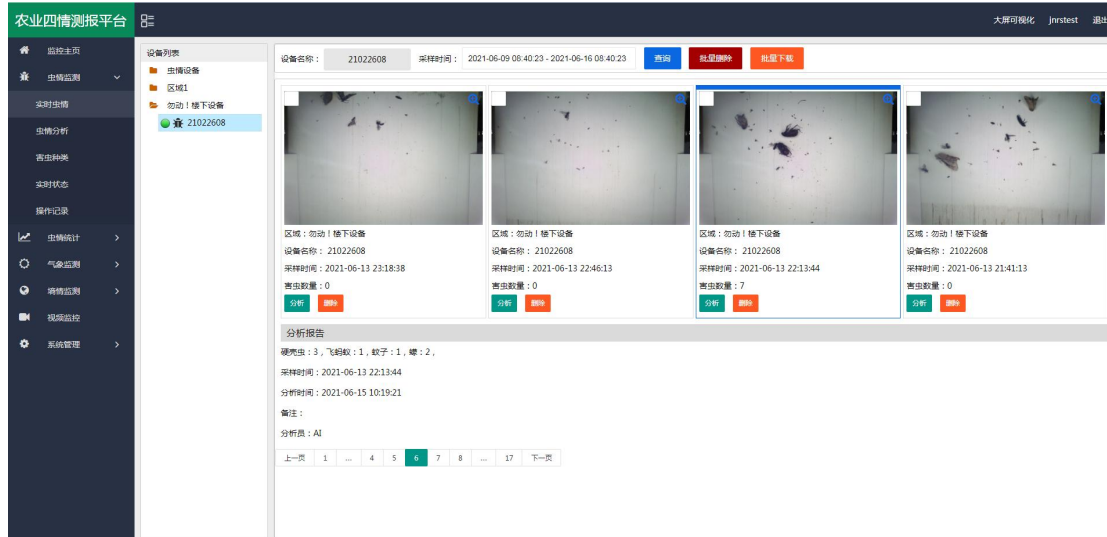 农业四情测报平台
大屏可视化 jnrstest 退出
监控主页
虫情监测
实时虫情
虫情分析
害虫种类
实时状态
操作记录
虫情统计
气象监测
墒情监测
视频监控
系统管理
设备列表
虫情设备
区域1
勿动!楼下设备
21022608
设备名称: 21022608 采样时间: 2021-06-09 08:40:23 - 2021-06-16 08:40:23 查询 批量删除 批量下载
区域:勿动!楼下设备
设备名称: 21022608
采样时间:2021-06-13 23:18:38
害虫数量:0
分析 删除
区域:勿动!楼下设备
设备名称: 21022608
采样时间:2021-06-13 22:46:13
害虫数量:0
分析 删除
区域:勿动!楼下设备
设备名称: 21022608
采样时间:2021-06-13 22:13:44
害虫数量:7
分析 删除
区域:勿动!楼下设备
设备名称: 21022608
采样时间:2021-06-13 21:41:13
害虫数量:0
分析 删除
分析报告
硬壳虫:3,飞蚂蚁:1,蚊子:1,蠓:2,
采样时间:2021-06-13 22:13:44
分析时间:2021-06-15 10:19:21
备注:
分析员:AI
上一页 1 ... 4 5 6 7 8 ... 17 下一页